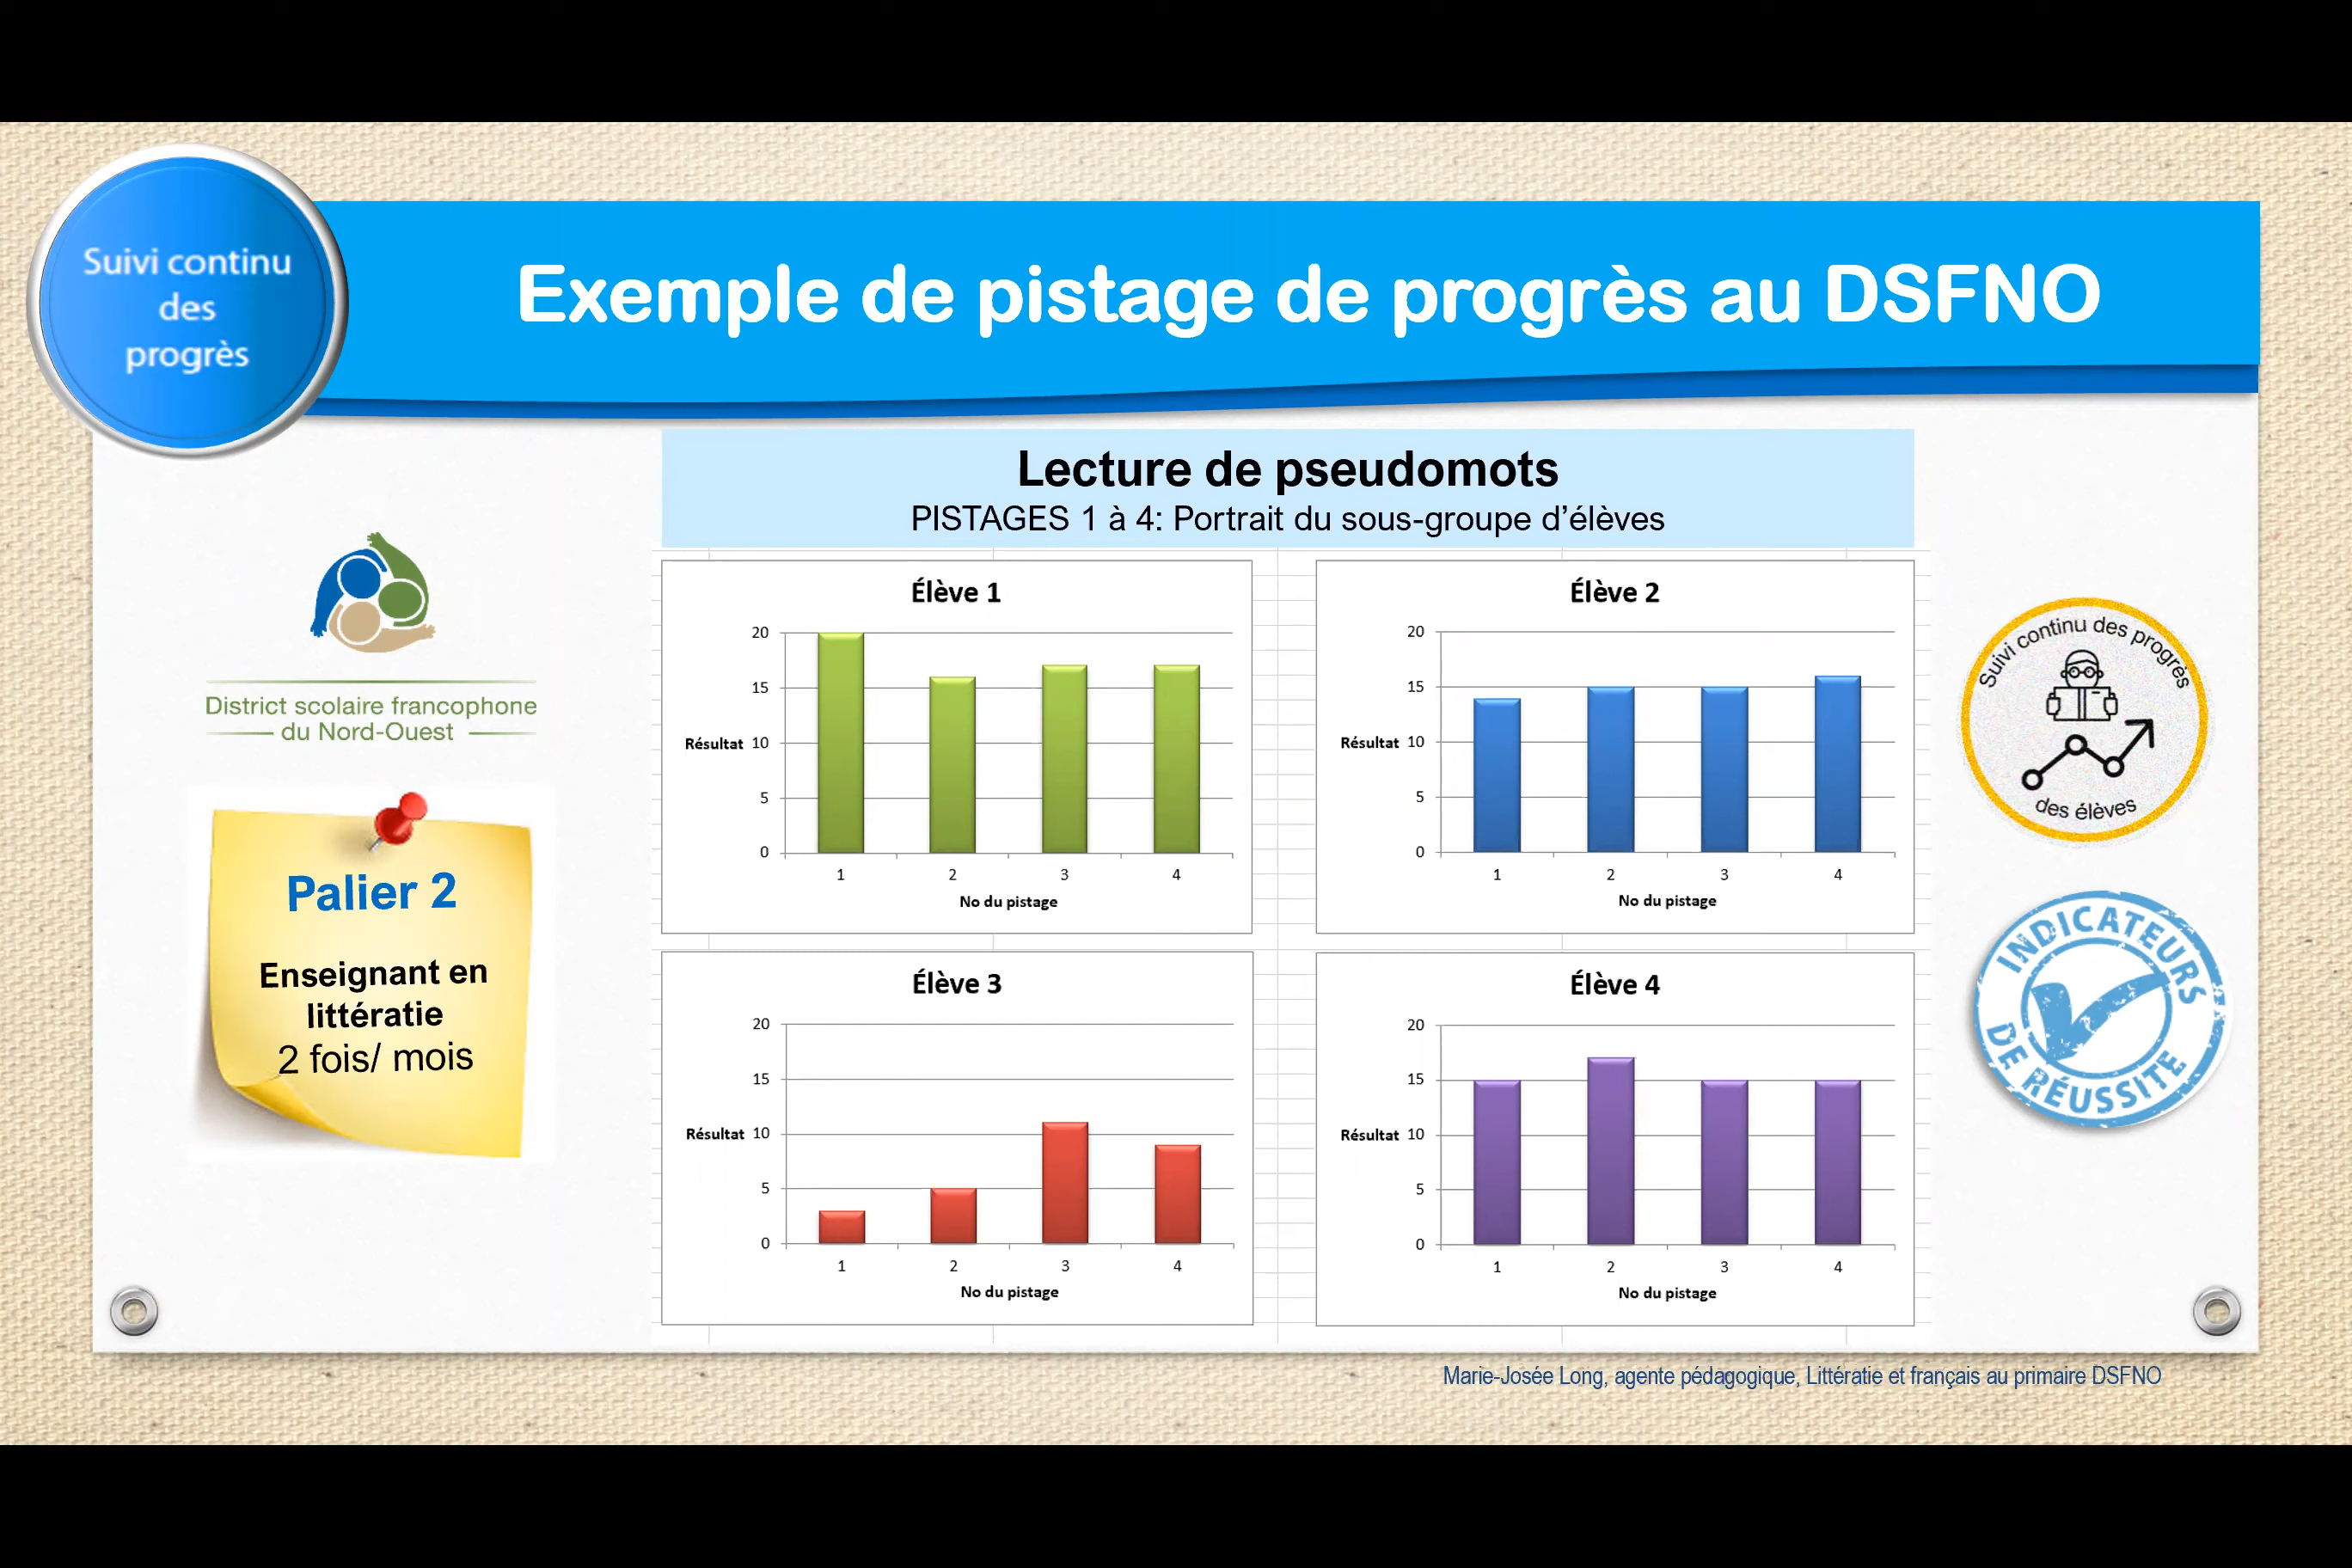 Suivi continu
des
progrès
Exemple de pistage de progrès au DSFNO
Lecture de pseudomots
PISTAGES 1 à 4: Portrait du sous-groupe d'élèves
District scolaire francophone
du Nord-Ouest
Palier 2
Enseignant en
littératie
2 fois/ mois
Élève 1
20
15
Résultat 10
5
0
1 2 3 4
No du pistage
Élève 2
20
15
Résultat 10
5
0
1 2 3 4
No du pistage
Élève 3
20
15
Résultat 10
5
0
1 2 3 4
No du pistage
Élève 4
20
15
Résultat 10
5
0
1 2 3 4
No du pistage
Suivi continu des progrès
des élèves
INDICATEURS
DE RÉUSSITE
Marie-Josée Long, agente pédagogique, Littératie et français au primaire DSFNO